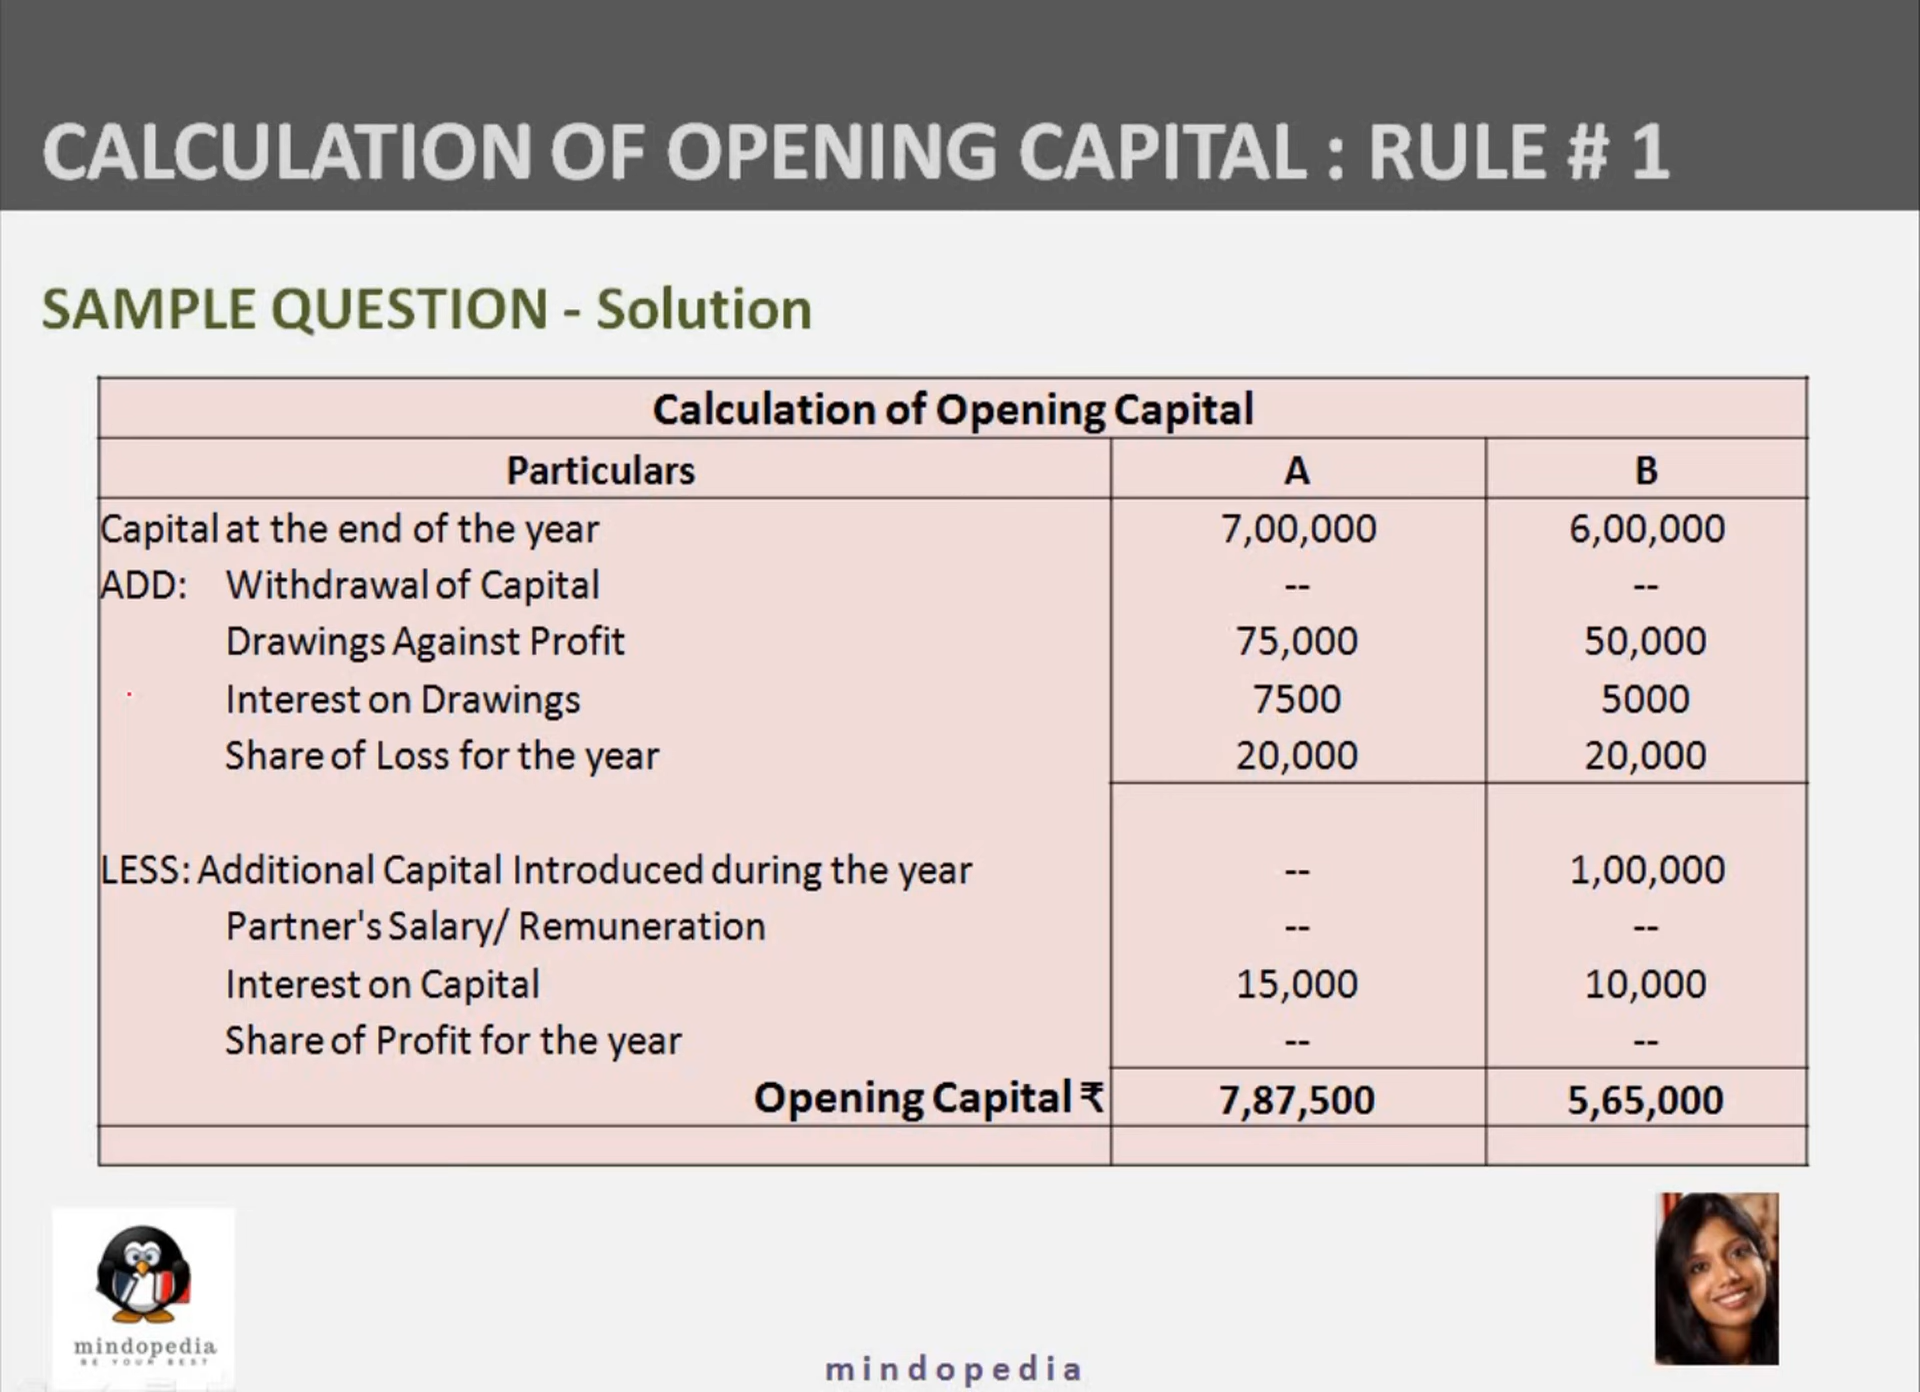 CALCULATION OF OPENING CAPITAL : RULE # 1
SAMPLE QUESTION - Solution
Calculation of Opening Capital
Particulars A B
Capital at the end of the year 7,00,000 6,00,000
ADD: Withdrawal of Capital -- --
Drawings Against Profit 75,000 50,000
Interest on Drawings 7500 5000
Share of Loss for the year 20,000 20,000
LESS: Additional Capital Introduced during the year -- 1,00,000
Partner's Salary/ Remuneration -- --
Interest on Capital 15,000 10,000
Share of Profit for the year -- --
Opening Capital ₹ 7,87,500 5,65,000
mindopedia
BE YOUR BEST
mindopedia